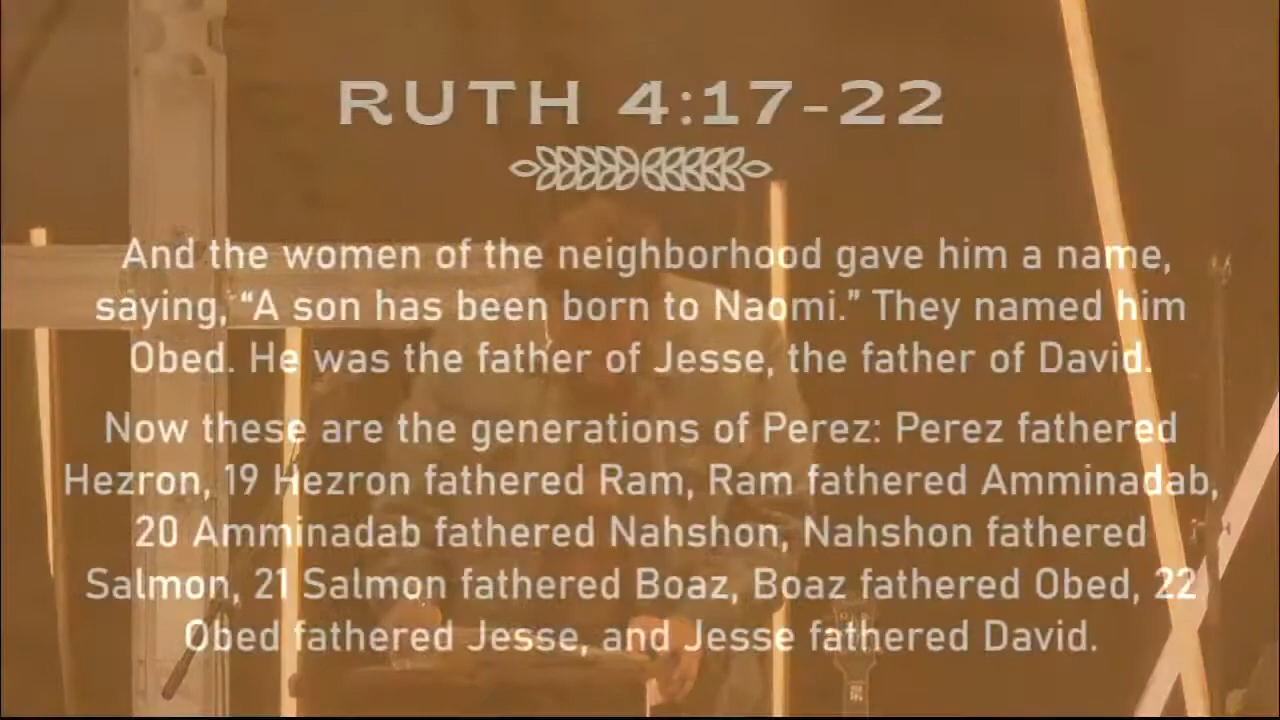 RUTH 4:17-22
And the women of the neighborhood gave him a name,
saying, “A son has been born to Naomi.” They named him
Obed. He was the father of Jesse, the father of David.
Now these are the generations of Perez: Perez fathered
Hezron, 19 Hezron fathered Ram, Ram fathered Amminadab,
20 Amminadab fathered Nahshon, Nahshon fathered
Salmon, 21 Salmon fathered Boaz, Boaz fathered Obed, 22
Obed fathered Jesse, and Jesse fathered David.